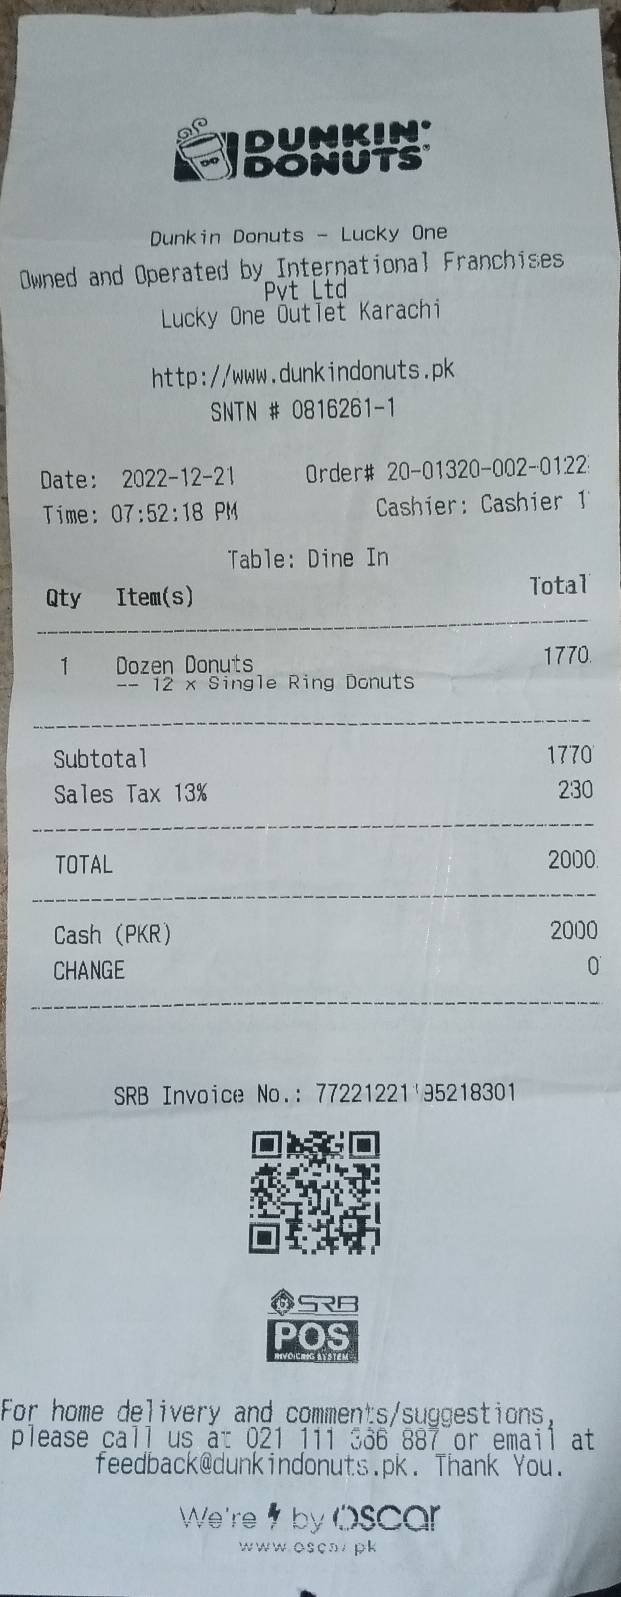 DUNKIN'
DONUTS
Dunkin Donuts - Lucky One
Owned and Operated by International Franchises
Pvt Ltd
Lucky One Outlet Karachi
http://www.dunkindonuts.pk
SNTN # 0816261-1
Date: 2022-12-21 Order# 20-01320-002-0122
Time: 07:52:18 PM Cashier: Cashier 1
Table: Dine In
Qty Item(s) Total
1 Dozen Donuts 1770
-- 12 x Single Ring Donuts
Subtotal 1770
Sales Tax 13% 230
TOTAL 2000
Cash (PKR) 2000
CHANGE 0
SRB Invoice No.:
SRB
POS
INVOICING SYSTEM
For home delivery and comments/suggestions,
please call us at 021 111 366 887 or email at
feedback@dunkindonuts.pk. Thank You.
We're by OSCAR
www.oscar.pk